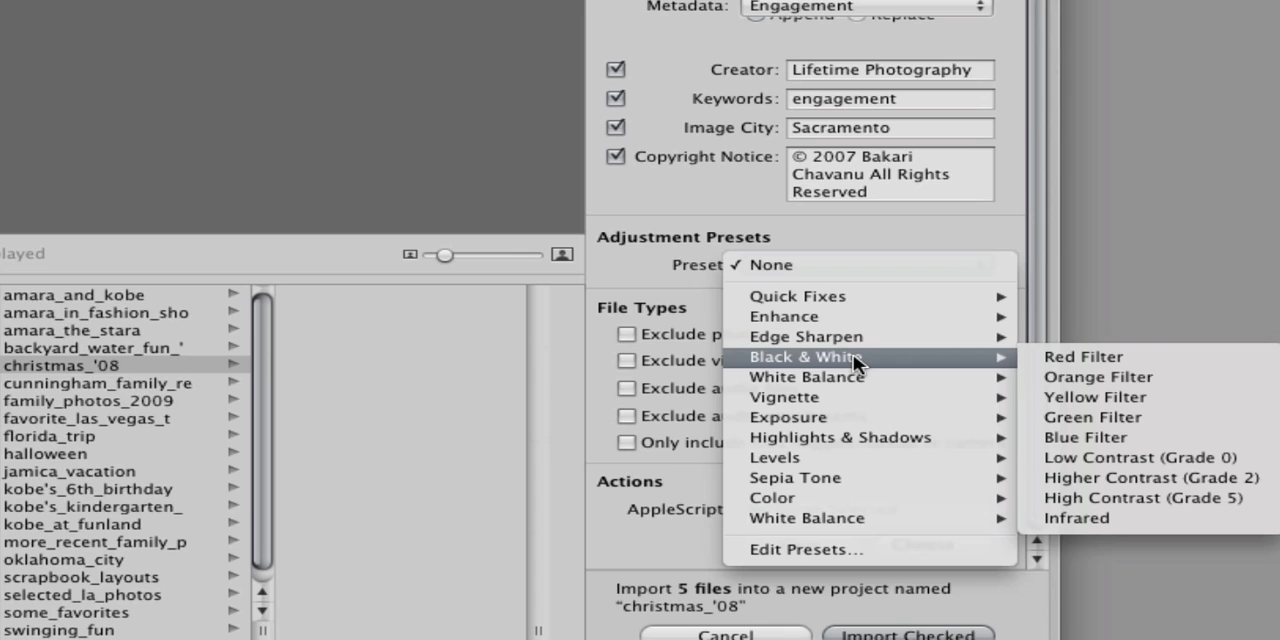 Metadata: Engagement
Append Replace
Creator: Lifetime Photography
Keywords: engagement
Image City: Sacramento
Copyright Notice: © 2007 Bakari
Chavanu All Rights
Reserved
Adjustment Presets
Preset ✓ None
Quick Fixes
Enhance
Edge Sharpen
Black & White
White Balance
Vignette
Exposure
Highlights & Shadows
Levels
Sepia Tone
Color
White Balance
Edit Presets...
Red Filter
Orange Filter
Yellow Filter
Green Filter
Blue Filter
Low Contrast (Grade 0)
Higher Contrast (Grade 2)
High Contrast (Grade 5)
Infrared
File Types
Exclude p
Exclude vi
Exclude au
Exclude a
Only inclu
Actions
AppleScript
Import 5 files into a new project named
“christmas_'08”
Cancel Import Checked
layed
amara_and_kobe
amara_in_fashion_sho
amara_the_stara
backyard_water_fun_'
christmas_'08
cunningham_family_re
family_photos_2009
favorite_las_vegas_t
florida_trip
halloween
jamica_vacation
kobe's_6th_birthday
kobe's_kindergarten_
kobe_at_funland
more_recent_family_p
oklahoma_city
scrapbook_layouts
selected_la_photos
some_favorites
swinging_fun